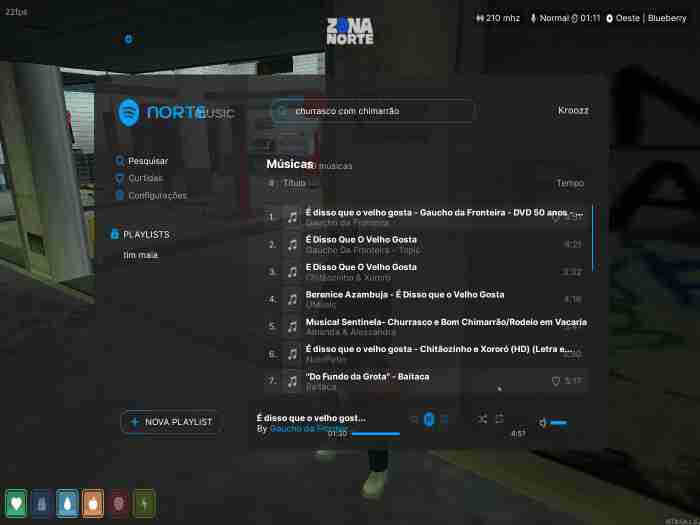 22fps
ZONA
NORTE
210 mhz
Normal
01:11
Oeste | Blueberry
NORTE MUSIC
churrasco com chimarrão
Kroozz
Pesquisar
Curtidas
Configurações
PLAYLISTS
tim maia
NOVA PLAYLIST
Músicas
músicas
# Título Tempo
1. É disso que o velho gosta - Gaucho da Fronteira - DVD 50 anos - ...
Gaucho da Fronteira
2. É Disso Que O Velho Gosta 4:21
Gaúcho Da Fronteira - Topic
3. E Disso Que O Velho Gosta 3:32
Chitãozinho & Xororó
4. Berenice Azambuja - É Disso que o Velho Gosta 4:16
UMusic
5. Musical Sentinela- Churrasco e Bom Chimarrão/Rodeio em Vacaria
Amanda & Alessandra
6. É disso que o velho gosta - Chitãozinho e Xororó (HD) (Letra e...
7. "Do Fundo da Grota" - Baitaca 5:17
Baitaca
É disso que o velho gost...
By Gaucho da Fronteir
01:30
4:51